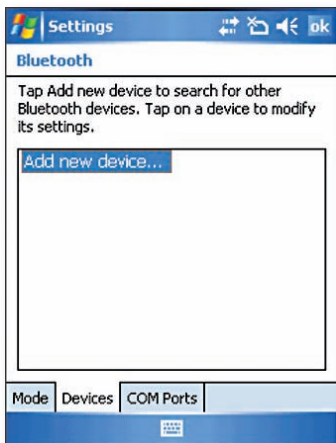 Settings ok
Bluetooth
Tap Add new device to search for other
Bluetooth devices. Tap on a device to modify
its settings.
Add new device...
Mode Devices COM Ports